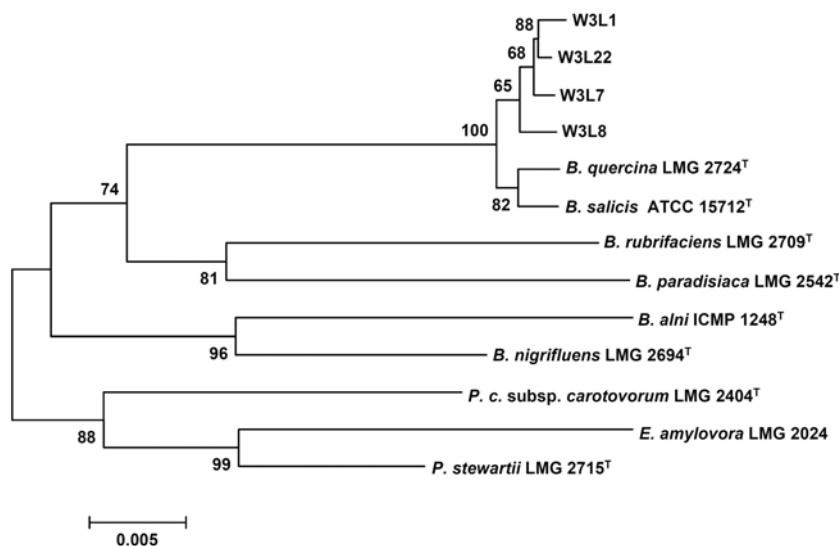 W3L1
88
W3L22
68
W3L7
65
W3L8
100
B. quercina LMG 2724ᵀ
74
B. salicis ATCC 15712ᵀ
82
B. rubrifaciens LMG 2709ᵀ
81
B. paradisiaca LMG 2542ᵀ
B. alni ICMP 1248ᵀ
96
B. nigrifluens LMG 2694ᵀ
P. c. subsp. carotovorum LMG 2404ᵀ
88
E. amylovora LMG 2024
99
P. stewartii LMG 2715ᵀ
0.005